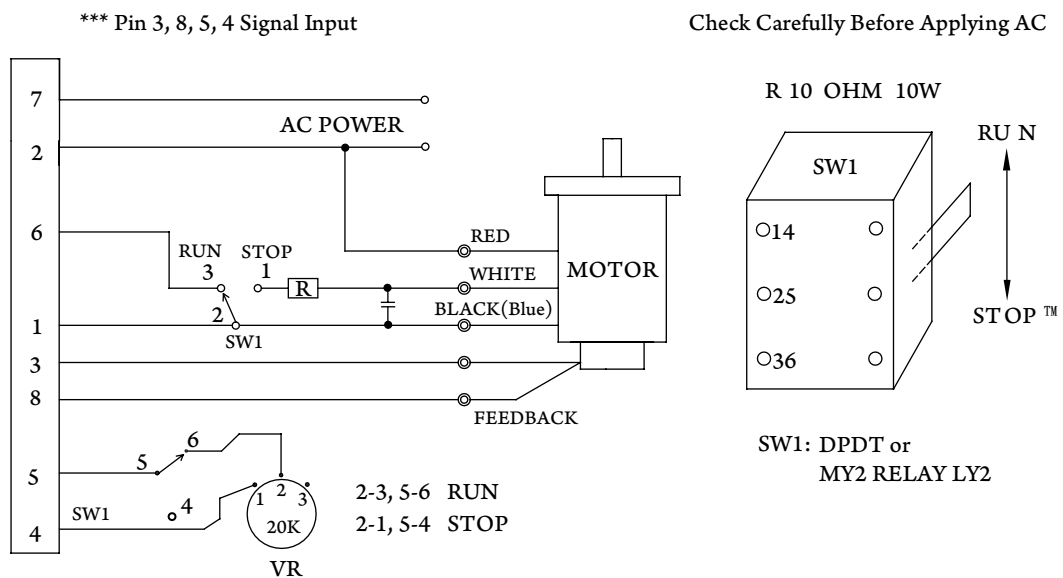 *** Pin 3, 8, 5, 4 Signal Input
Check Carefully Before Applying AC
7
AC POWER
2
6
RUN
3
STOP
1
R
2
SW1
1
3
8
RED
WHITE
BLACK(Blue)
FEEDBACK
MOTOR
5
5
6
SW1
4
4
1
2
3
20K
VR
2-3, 5-6 RUN
2-1, 5-4 STOP
R 10 OHM 10W
SW1
14
25
36
RU N
ST OP ™
SW1: DPDT or
MY2 RELAY LY2